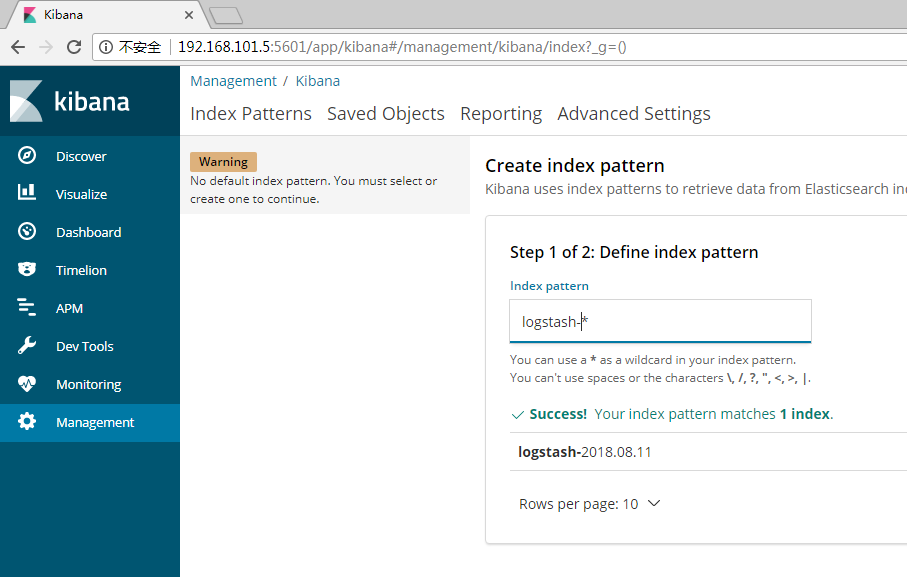 Kibana
不安全 192.168.101.5:5601/app/kibana#/management/kibana/index?_g=()
kibana
Discover
Visualize
Dashboard
Timelion
APM
Dev Tools
Monitoring
Management
Management / Kibana
Index Patterns Saved Objects Reporting Advanced Settings
Warning
No default index pattern. You must select or
create one to continue.
Create index pattern
Kibana uses index patterns to retrieve data from Elasticsearch in
Step 1 of 2: Define index pattern
Index pattern
logstash-*
You can use a * as a wildcard in your index pattern.
You can't use spaces or the characters \, /, ?, ", <, >, |.
Success! Your index pattern matches 1 index.
logstash-2018.08.11
Rows per page: 10